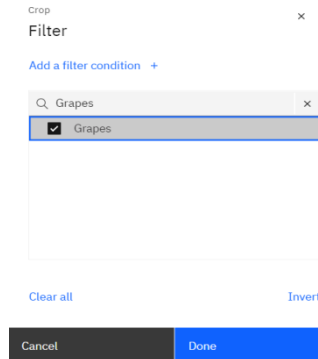 Crop
Filter
Add a filter condition +
Grapes
Grapes
Clear all Invert
Cancel Done